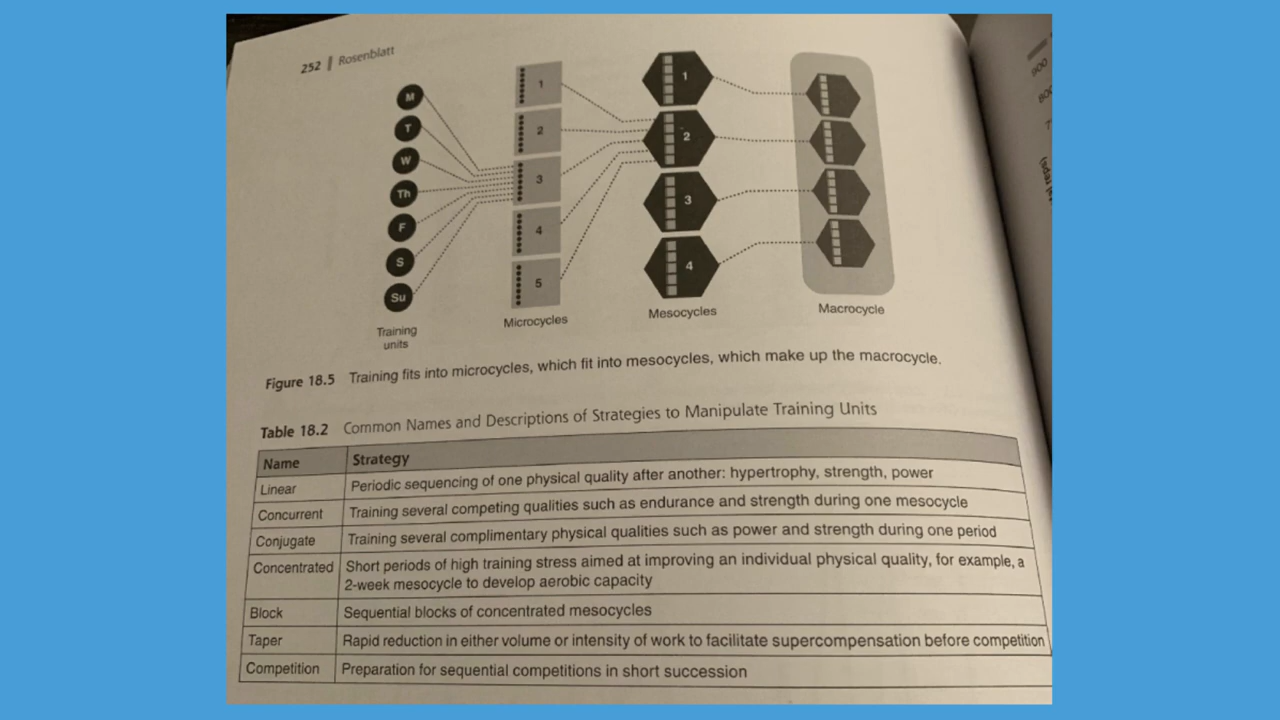 252 | Rosenblatt
M
T
W
Th
F
S
Su
Training
units
1
2
3
4
5
Microcycles
1
2
3
4
Mesocycles
Macrocycle
Figure 18.5 Training fits into microcycles, which fit into mesocycles, which make up the macrocycle.
Table 18.2 Common Names and Descriptions of Strategies to Manipulate Training Units
Name Strategy
Linear Periodic sequencing of one physical quality after another: hypertrophy, strength, power
Concurrent Training several competing qualities such as endurance and strength during one mesocycle
Conjugate Training several complimentary physical qualities such as power and strength during one period
Concentrated Short periods of high training stress aimed at improving an individual physical quality, for example, a
2-week mesocycle to develop aerobic capacity
Block Sequential blocks of concentrated mesocycles
Taper Rapid reduction in either volume or intensity of work to facilitate supercompensation before competition
Competition Preparation for sequential competitions in short succession
900